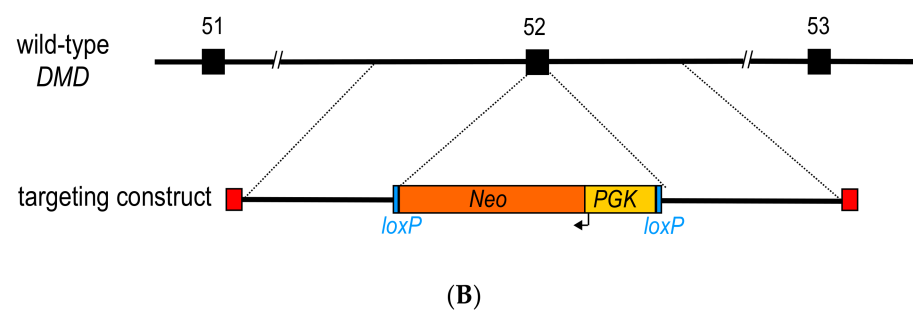 51 52 53
wild-type
DMD
targeting construct Neo PGK
loxP loxP
(B)